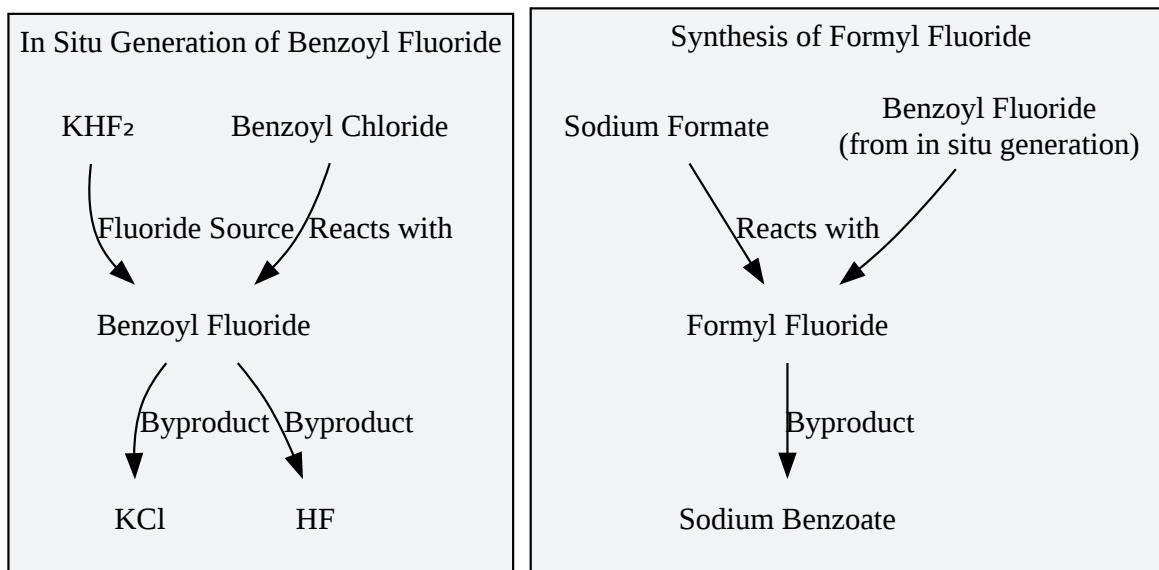 In Situ Generation of Benzoyl Fluoride
KHF₂
Benzoyl Chloride
Fluoride Source
Reacts with
Benzoyl Fluoride
Byproduct
Byproduct
KCl
HF
Synthesis of Formyl Fluoride
Sodium Formate
Benzoyl Fluoride
(from in situ generation)
Reacts with
Formyl Fluoride
Byproduct
Sodium Benzoate